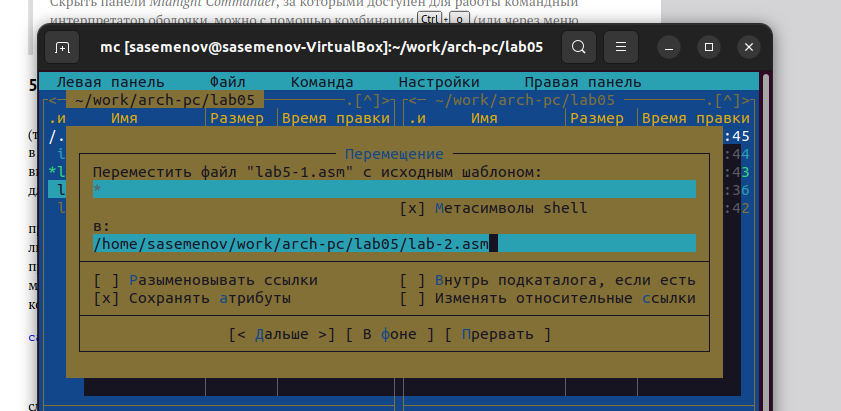 Скрыть панели Midnight Commander, за которыми доступен для работы командный
интерпретатор оболочки, можно с помощью комбинации Ctrl + o (или через меню
mc [sasemenov@sasemenov-VirtualBox]:~/work/arch-pc/lab05
Левая панель Файл Команда Настройки Правая панель
<— ~/work/arch-pc/lab05 .[^]> <— ~/work/arch-pc/lab05 .[^]>
.и Имя Размер Время правки .и Имя Размер Время правки
/. :45
:44
*l :43
l :36
l :42
Перемещение
Переместить файл "lab5-1.asm" с исходным шаблоном:
*
[x] Метасимволы shell
в:
/home/sasemenov/work/arch-pc/lab05/lab-2.asm
[ ] Разыменовывать ссылки [ ] Внутрь подкаталога, если есть
[x] Сохранять атрибуты [ ] Изменять относительные ссылки
[< Дальше >] [ В фоне ] [ Прервать ]